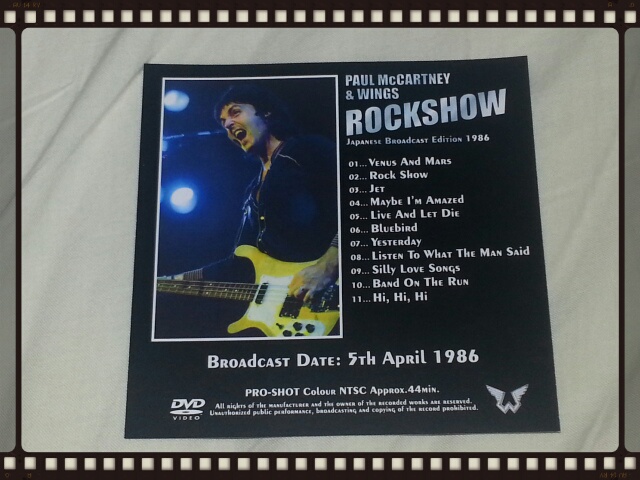 PAUL McCARTNEY
& WINGS
ROCKSHOW
Japanese Broadcast Edition 1986
01... Venus And Mars
02... Rock Show
03... Jet
04... Maybe I'm Amazed
05... Live And Let Die
06... Bluebird
07... Yesterday
08... Listen To What The Man Said
09... Silly Love Songs
10... Band On The Run
11... Hi, Hi, Hi
Broadcast Date: 5th April 1986
PRO-SHOT Colour NTSC Approx.44min.
DVD
VIDEO
All rights of the manufacturer and the owner of the recorded works are reserved.
Unauthorized public performance, broadcasting and copying of the record prohibited.